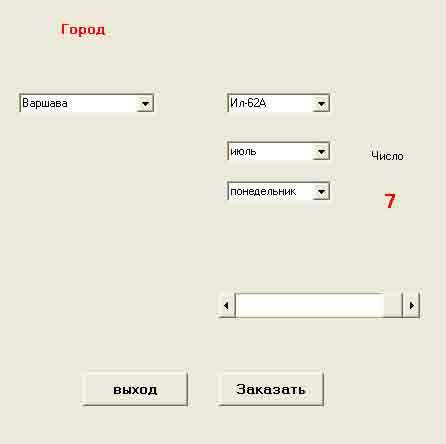 Город
Варшава
Ил-62А
июль
Число
понедельник
7
выход
Заказать